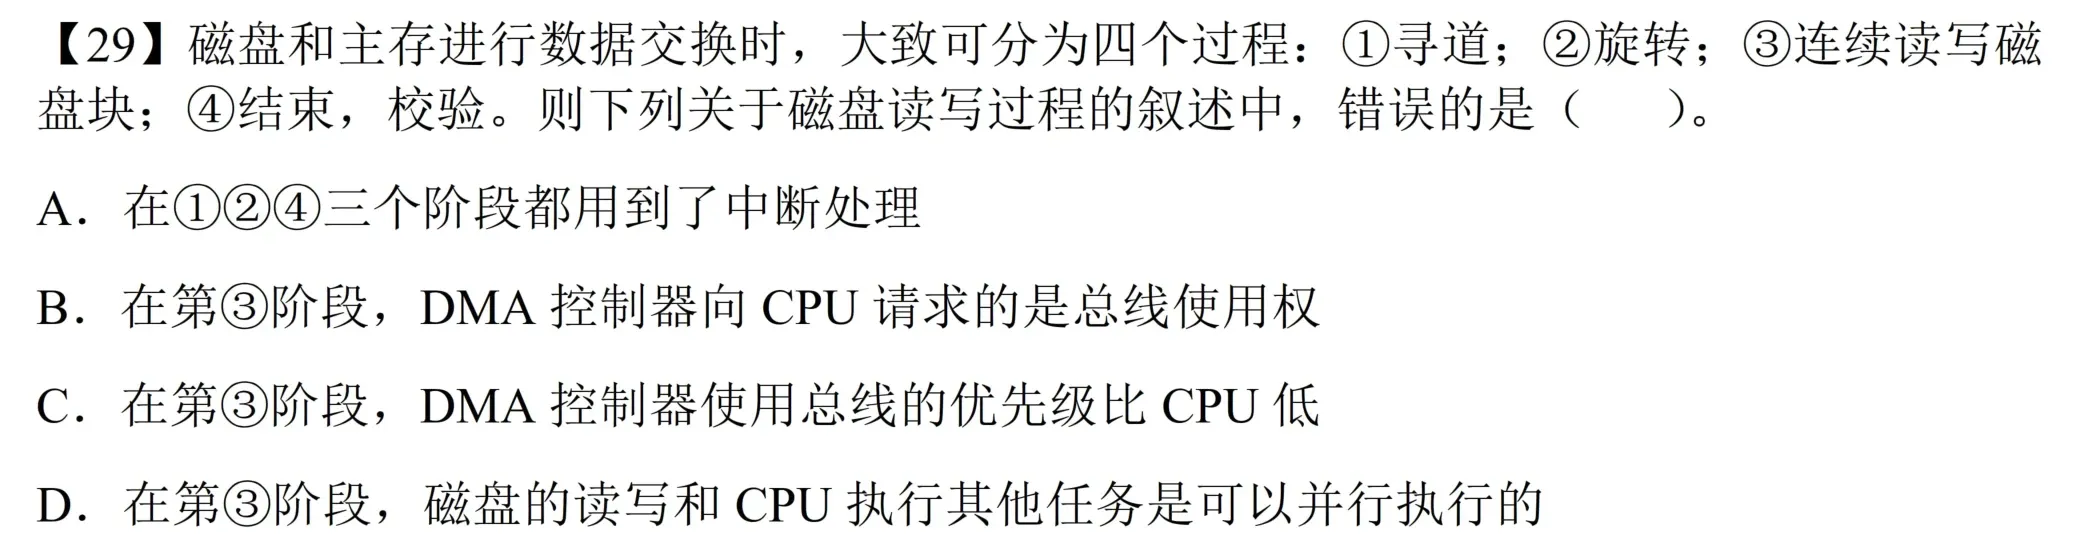 【29】磁盘和主存进行数据交换时，大致可分为四个过程：①寻道；②旋转；③连续读写磁
盘块；④结束，校验。则下列关于磁盘读写过程的叙述中，错误的是（　　）。
A．在①②④三个阶段都用到了中断处理
B．在第③阶段，DMA 控制器向 CPU 请求的是总线使用权
C．在第③阶段，DMA 控制器使用总线的优先级比 CPU 低
D．在第③阶段，磁盘的读写和 CPU 执行其他任务是可以并行执行的